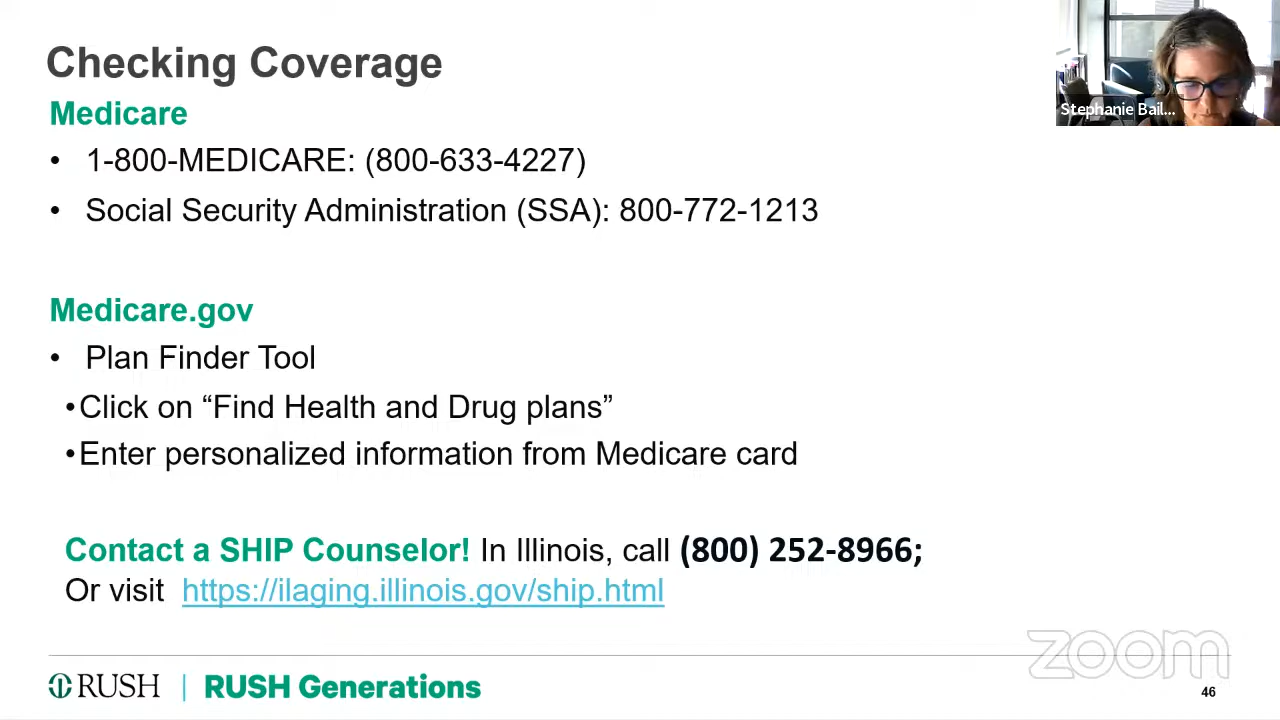 Checking Coverage
Stephanie Bail...
Medicare
• 1-800-MEDICARE: (800-633-4227)
• Social Security Administration (SSA): 800-772-1213
Medicare.gov
• Plan Finder Tool
•Click on “Find Health and Drug plans”
•Enter personalized information from Medicare card
Contact a SHIP Counselor! In Illinois, call (800) 252-8966;
Or visit https://ilaging.illinois.gov/ship.html
zoom
RUSH | RUSH Generations
46